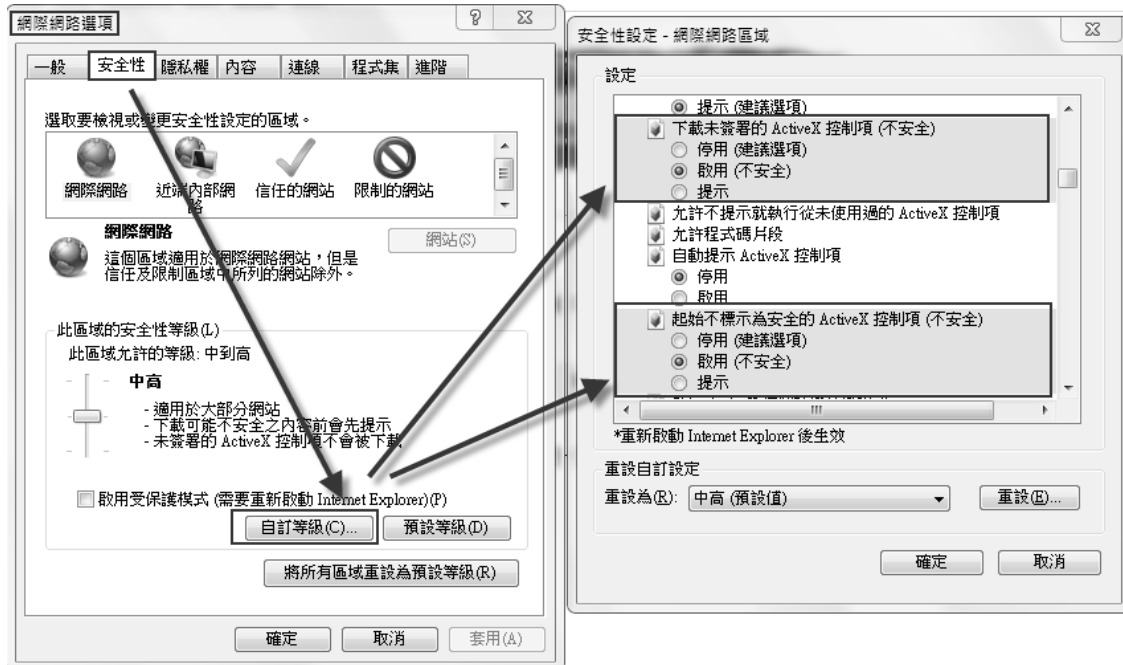 網際網路選項
一般 安全性 隱私權 內容 連線 程式集 進階
選取要檢視或變更安全性設定的區域。
網際網路 近端內部網路 信任的網站 限制的網站
網際網路
網站(S)
這個區域適用於網際網路網站，但是
信任及限制區域中所列的網站除外。
此區域的安全性等級(L)
此區域允許的等級: 中到高
中高
- 適用於大部分網站
- 下載可能不安全之內容前會先提示
- 未簽署的 ActiveX 控制項不會被下載
啟用受保護模式 (需要重新啟動 Internet Explorer)(P)
自訂等級(C)... 預設等級(D)
將所有區域重設為預設等級(R)
確定 取消 套用(A)
安全性設定 - 網際網路區域
設定
提示 (建議選項)
下載未簽署的 ActiveX 控制項 (不安全)
停用 (建議選項)
啟用 (不安全)
提示
允許不提示就執行從未使用過的 ActiveX 控制項
允許程式碼片段
自動提示 ActiveX 控制項
停用
啟用
起始不標示為安全的 ActiveX 控制項 (不安全)
停用 (建議選項)
啟用 (不安全)
提示
*重新啟動 Internet Explorer 後生效
重設自訂設定
重設為(R): 中高 (預設值) 重設(E)...
確定 取消